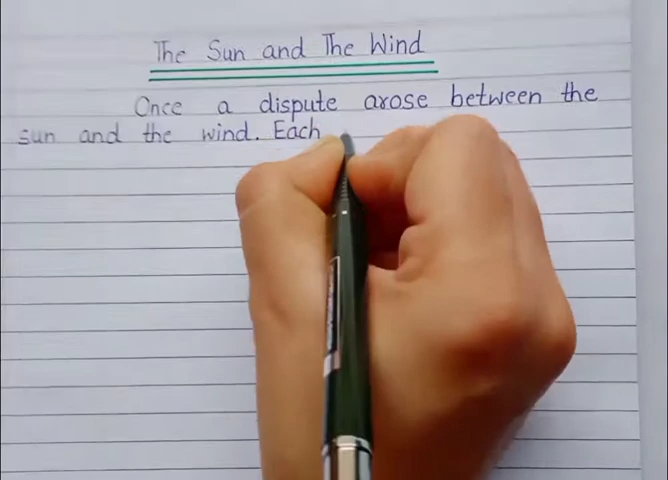 The Sun and The Wind
Once a dispute arose between the
sun and the wind. Each